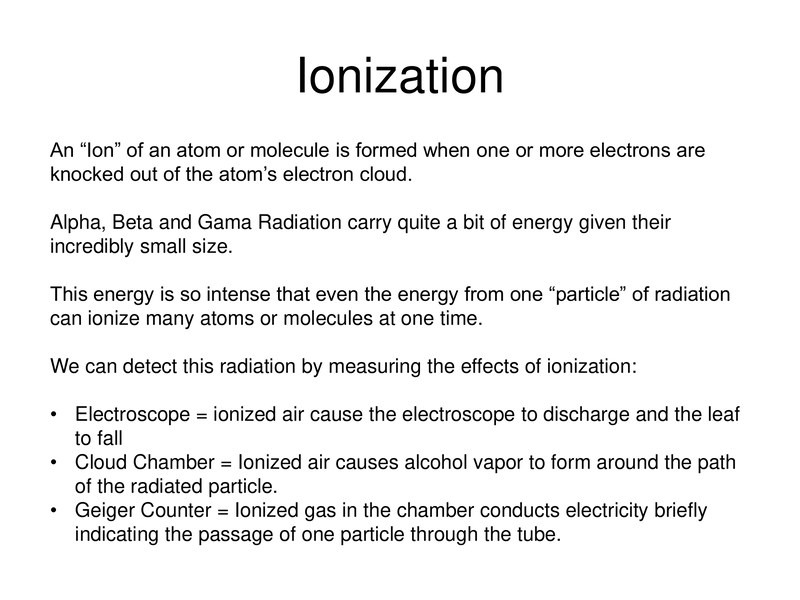 Ionization
An “Ion” of an atom or molecule is formed when one or more electrons are
knocked out of the atom’s electron cloud.
Alpha, Beta and Gama Radiation carry quite a bit of energy given their
incredibly small size.
This energy is so intense that even the energy from one “particle” of radiation
can ionize many atoms or molecules at one time.
We can detect this radiation by measuring the effects of ionization:
• Electroscope = ionized air cause the electroscope to discharge and the leaf
to fall
• Cloud Chamber = Ionized air causes alcohol vapor to form around the path
of the radiated particle.
• Geiger Counter = Ionized gas in the chamber conducts electricity briefly
indicating the passage of one particle through the tube.